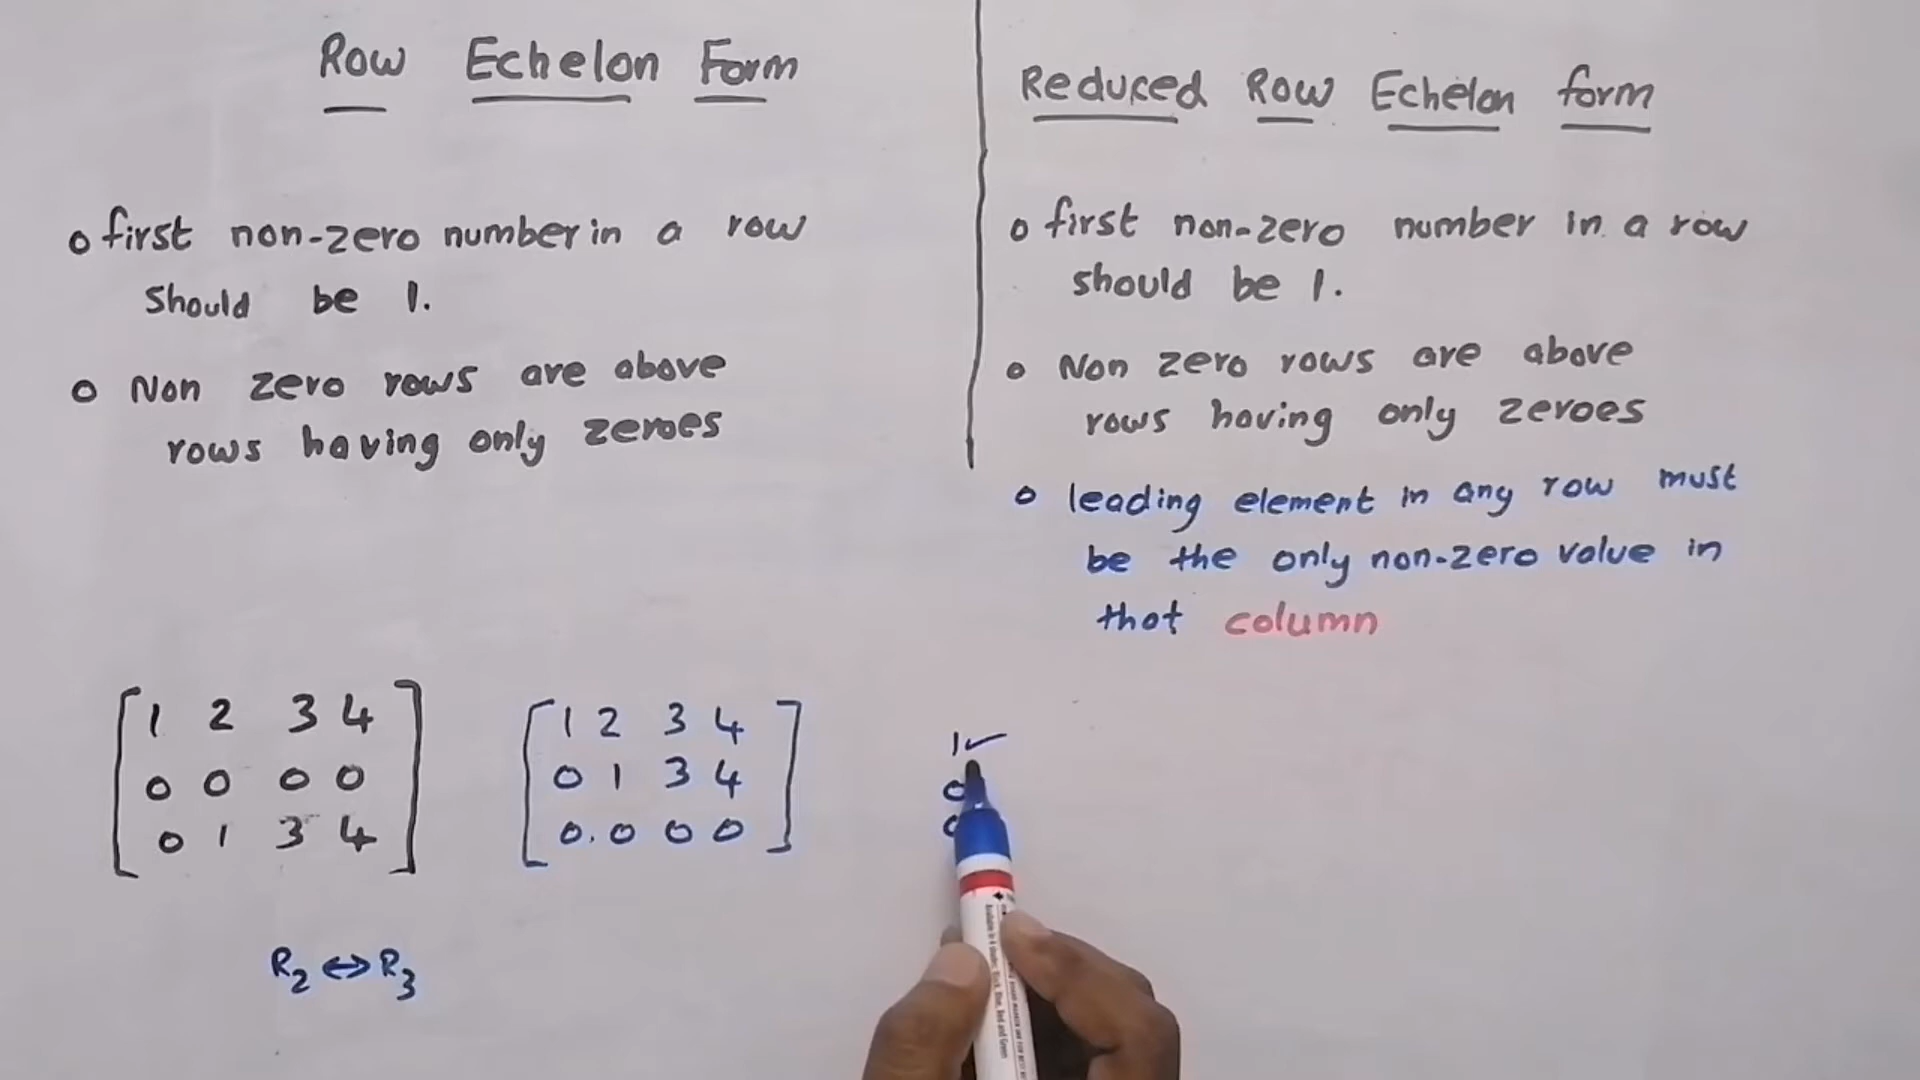 Row Echelon Form
o first non-zero number in a row
should be 1.
o Non zero rows are above
rows having only zeroes
Reduced Row Echelon form
o first non-zero number in a row
should be 1.
o Non zero rows are above
rows having only zeroes
o leading element in any row must
be the only non-zero value in
that column
1 2 3 4
0 0 0 0
0 1 3 4
R2 ↔ R3
1 2 3 4
0 1 3 4
0. 0 0 0
1 ✓
0
0